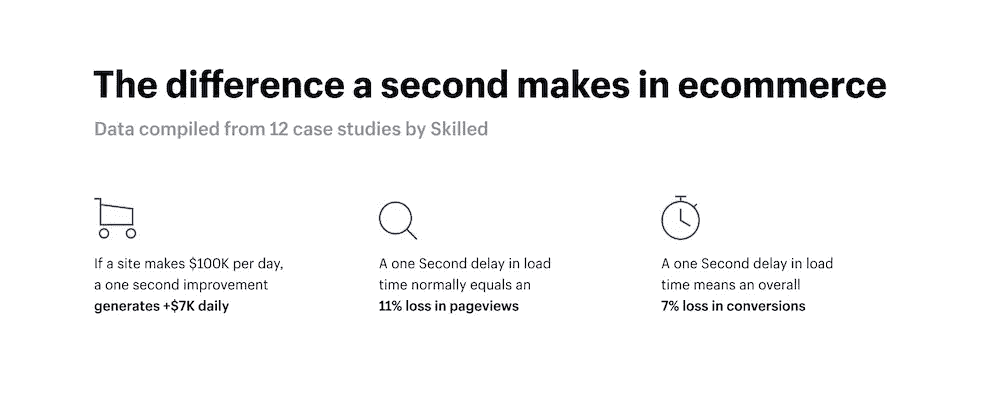 The difference a second makes in ecommerce
Data compiled from 12 case studies by Skilled
If a site makes $100K per day,
a one second improvement
generates +$7K daily
A one Second delay in load
time normally equals an
11% loss in pageviews
A one Second delay in load
time means an overall
7% loss in conversions